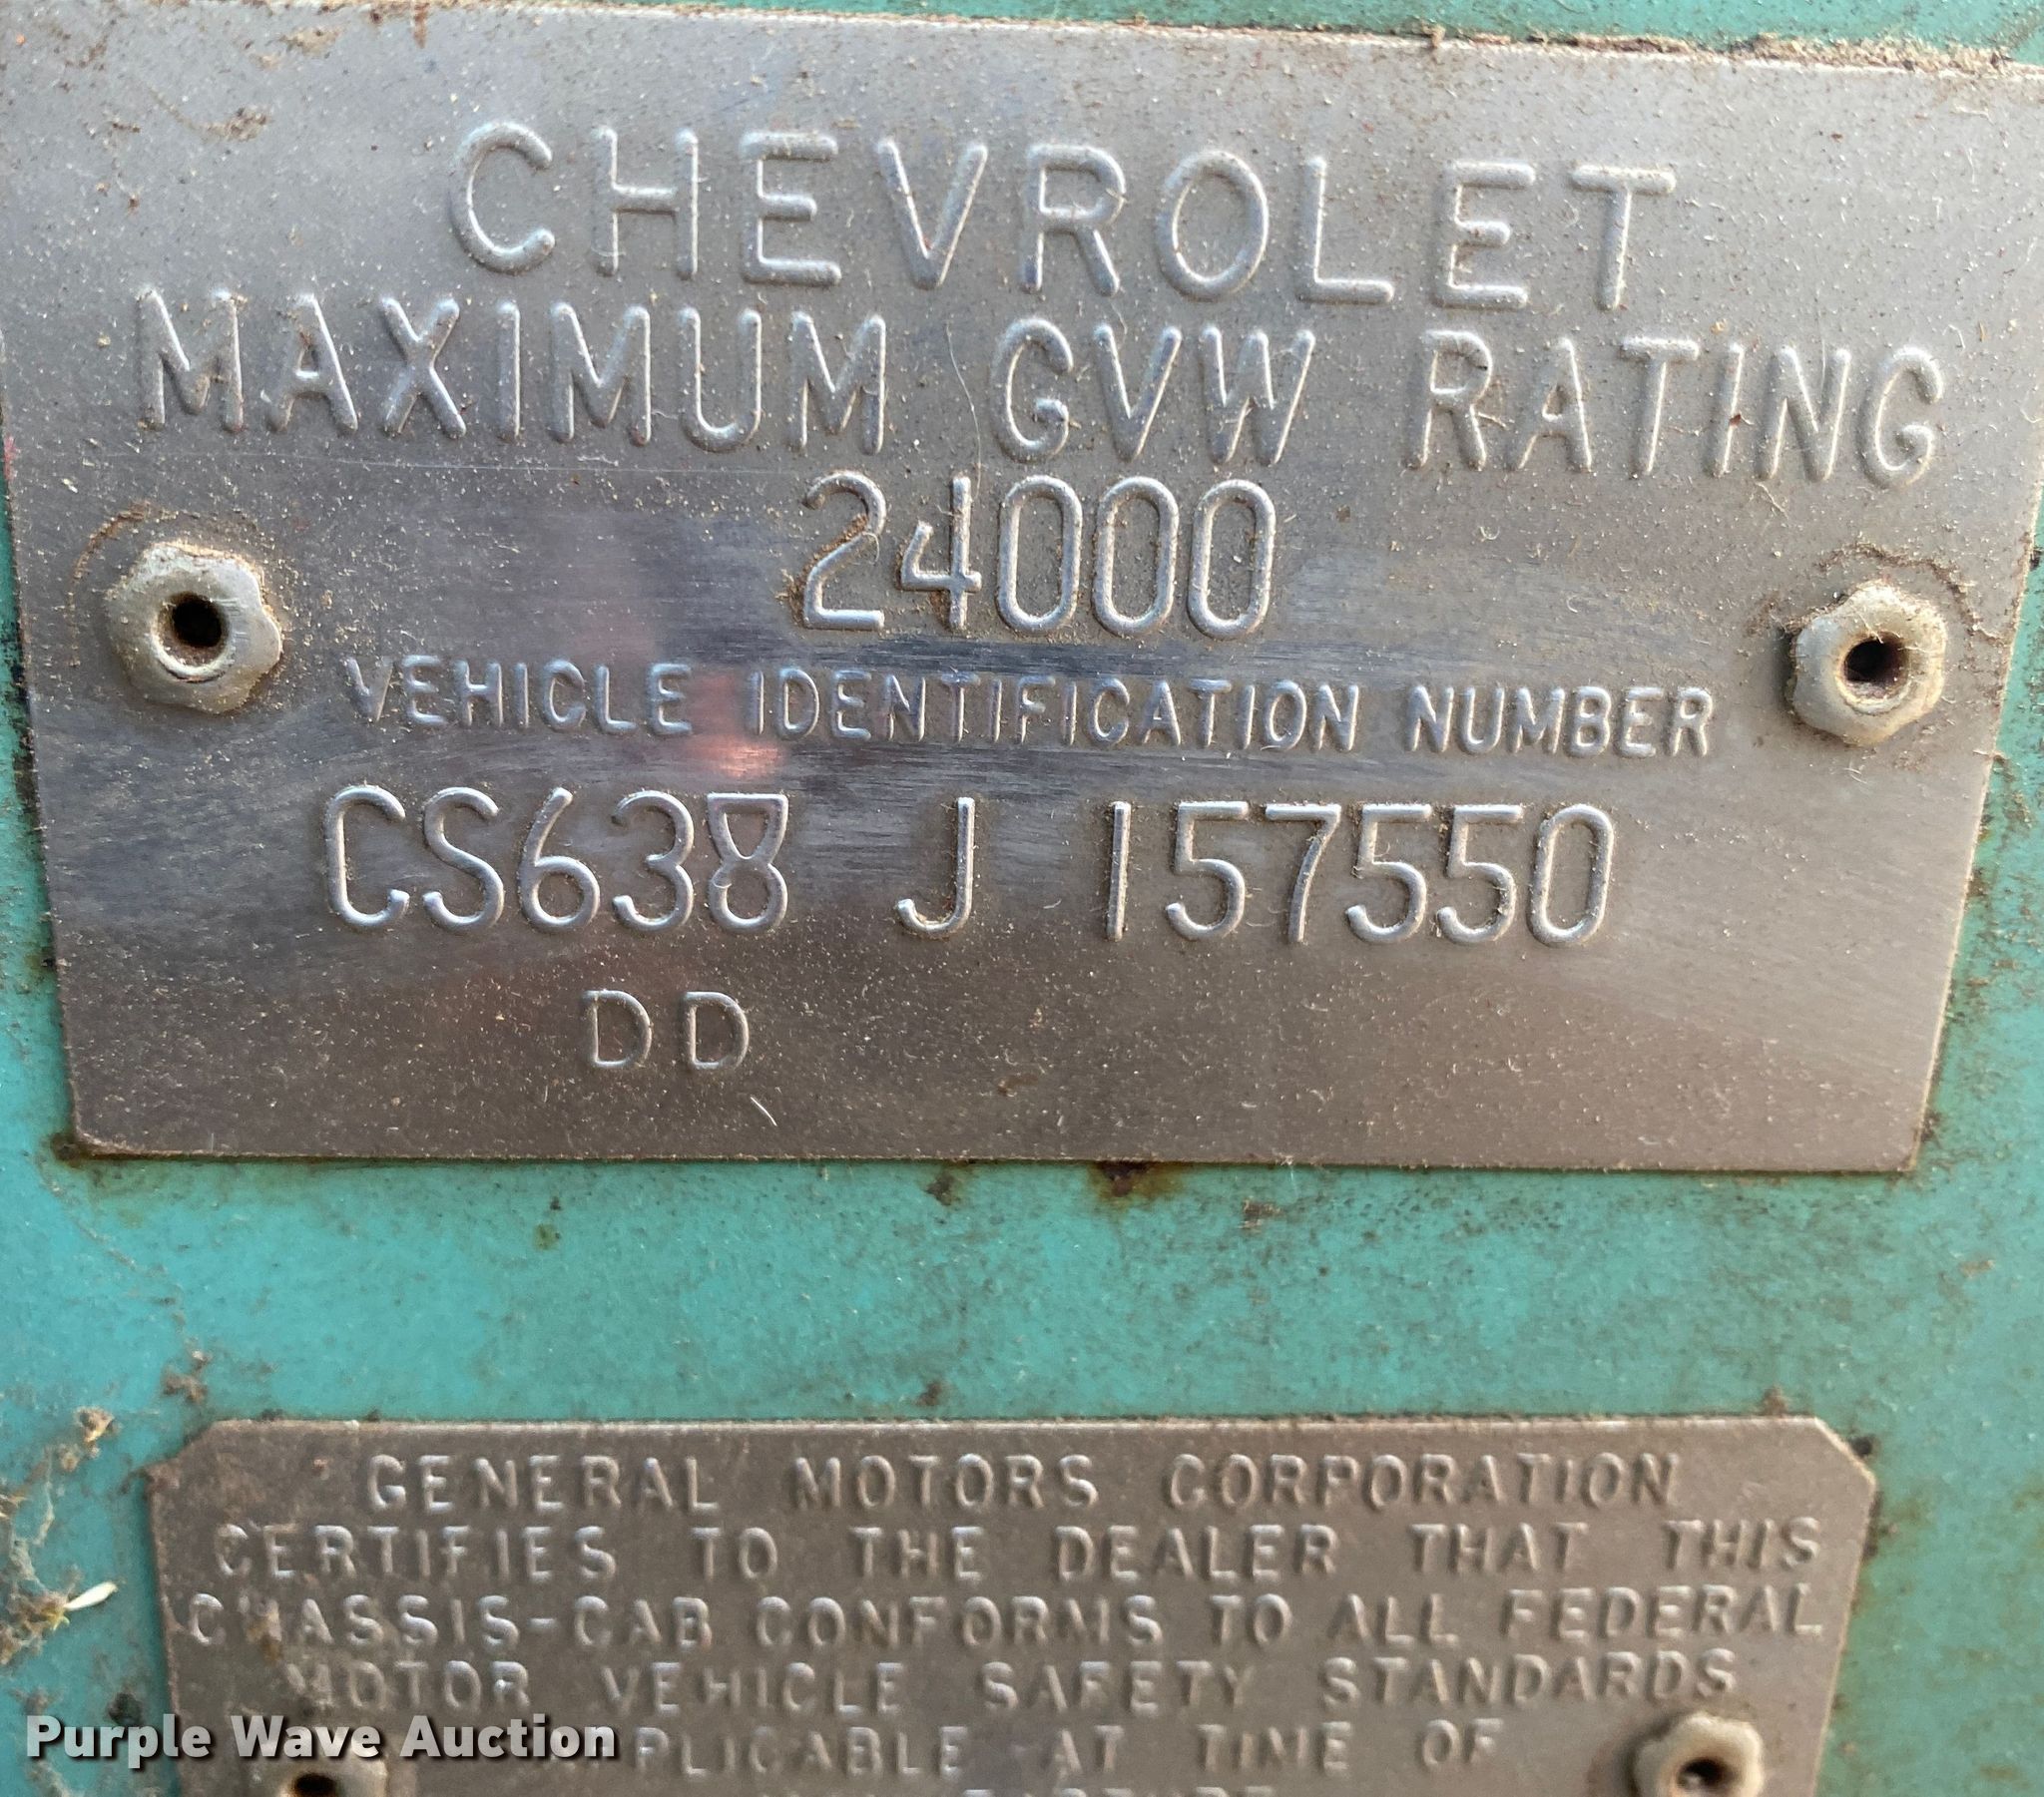 CHEVROLET
MAXIMUM GVW RATING
24000
VEHICLE IDENTIFICATION NUMBER
CS638 J 157550
DD
GENERAL MOTORS CORPORATION
CERTIFIES TO THE DEALER THAT THIS
CHASSIS-CAB CONFORMS TO ALL FEDERAL
MOTOR VEHICLE SAFETY STANDARDS
PLICABLE AT TIME OF
Purple Wave Auction